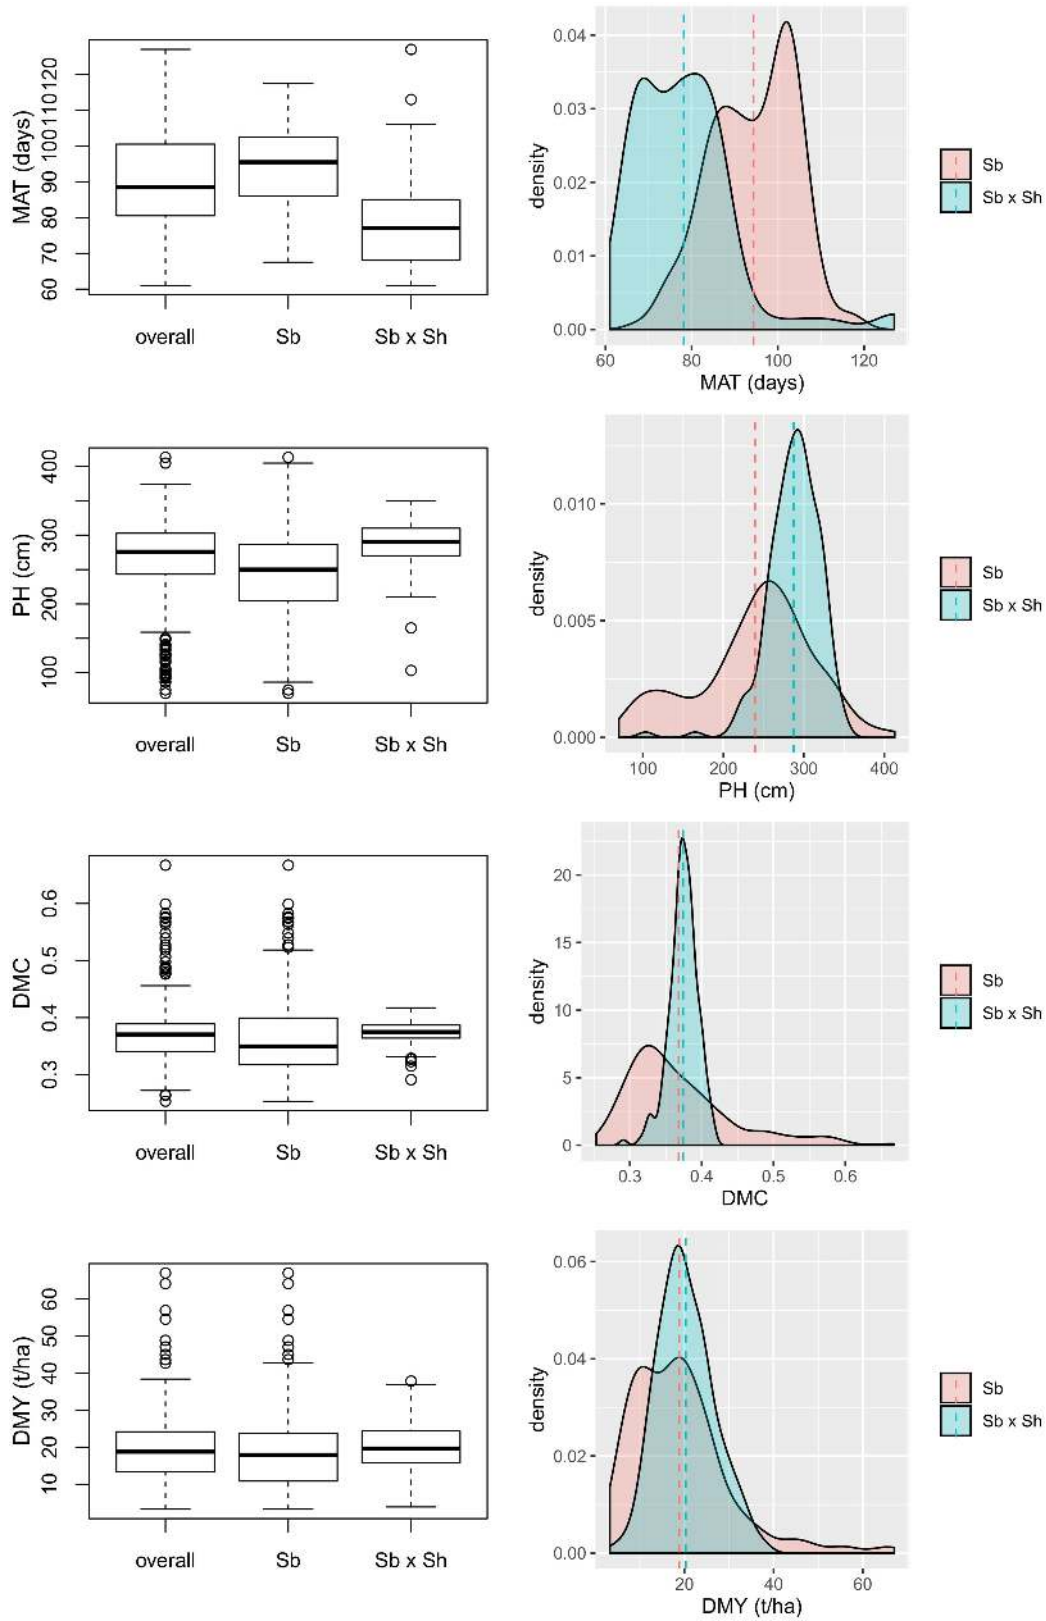 MAT (days)
60 70 80 90 100 110 120
overall Sb Sb x Sh
density
0.04
0.03
0.02
0.01
0.00
60 80 100 120
MAT (days)
Sb
Sb x Sh
PH (cm)
100 200 300 400
overall Sb Sb x Sh
density
0.010
0.005
0.000
100 200 300 400
PH (cm)
Sb
Sb x Sh
DMC
0.3 0.4 0.5 0.6
overall Sb Sb x Sh
density
20
15
10
5
0
0.3 0.4 0.5 0.6
DMC
Sb
Sb x Sh
DMY (t/ha)
10 20 30 40 50 60
overall Sb Sb x Sh
density
0.06
0.04
0.02
0.00
20 40 60
DMY (t/ha)
Sb
Sb x Sh